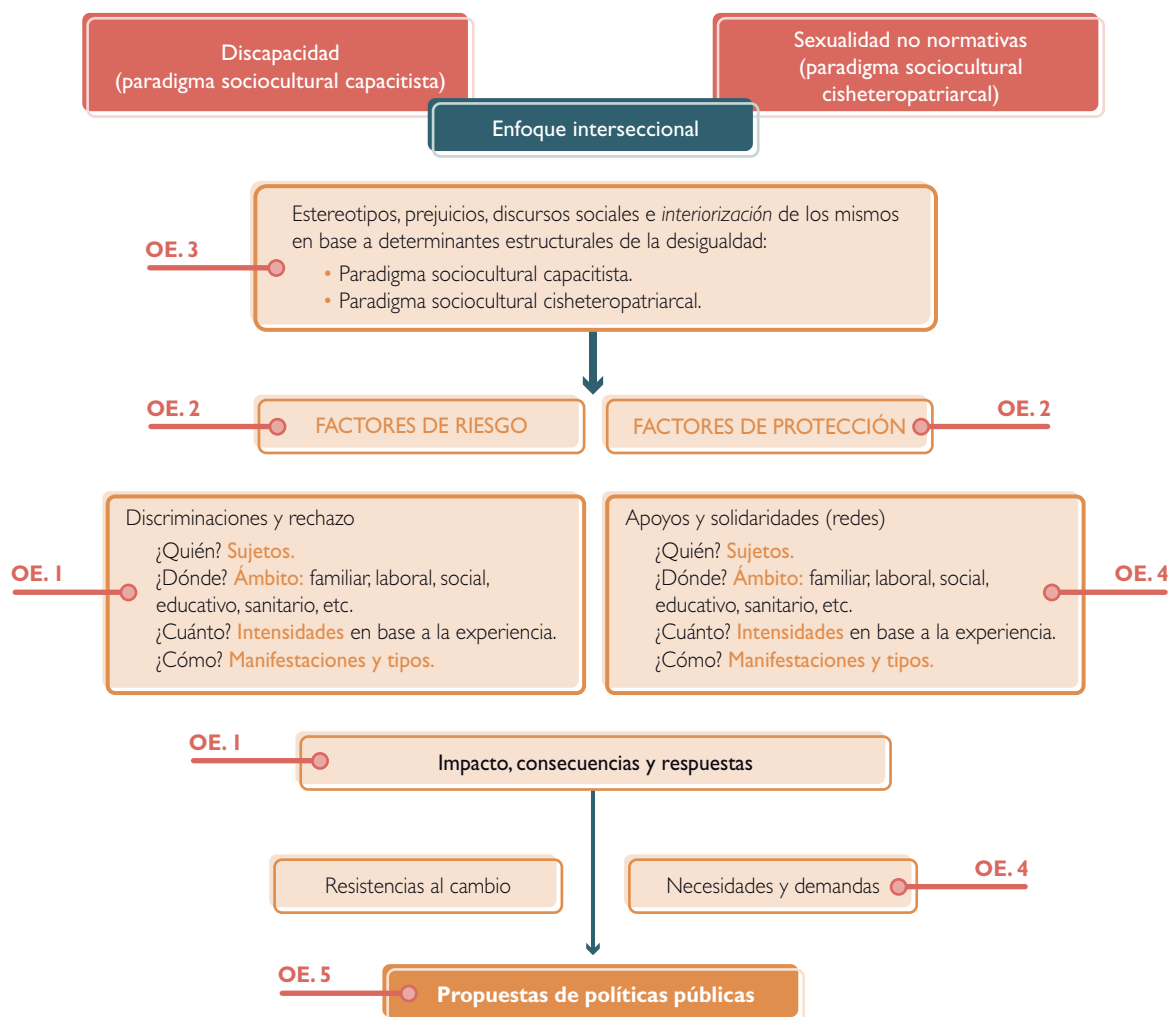 Discapacidad
(paradigma sociocultural capacitista)
Sexualidad no normativas
(paradigma sociocultural
cisheteropatriarcal)
Enfoque interseccional
Estereotipos, prejuicios, discursos sociales e interiorización de los mismos
en base a determinantes estructurales de la desigualdad:
• Paradigma sociocultural capacitista.
• Paradigma sociocultural cisheteropatriarcal.
OE. 3
OE. 2
FACTORES DE RIESGO
FACTORES DE PROTECCIÓN
OE. 2
Discriminaciones y rechazo
¿Quién? Sujetos.
¿Dónde? Ámbito: familiar, laboral, social,
educativo, sanitario, etc.
¿Cuánto? Intensidades en base a la experiencia.
¿Cómo? Manifestaciones y tipos.
OE. 1
Apoyos y solidaridades (redes)
¿Quién? Sujetos.
¿Dónde? Ámbito: familiar, laboral, social,
educativo, sanitario, etc.
¿Cuánto? Intensidades en base a la experiencia.
¿Cómo? Manifestaciones y tipos.
OE. 4
OE. 1
Impacto, consecuencias y respuestas
Resistencias al cambio
Necesidades y demandas
OE. 4
OE. 5
Propuestas de políticas públicas